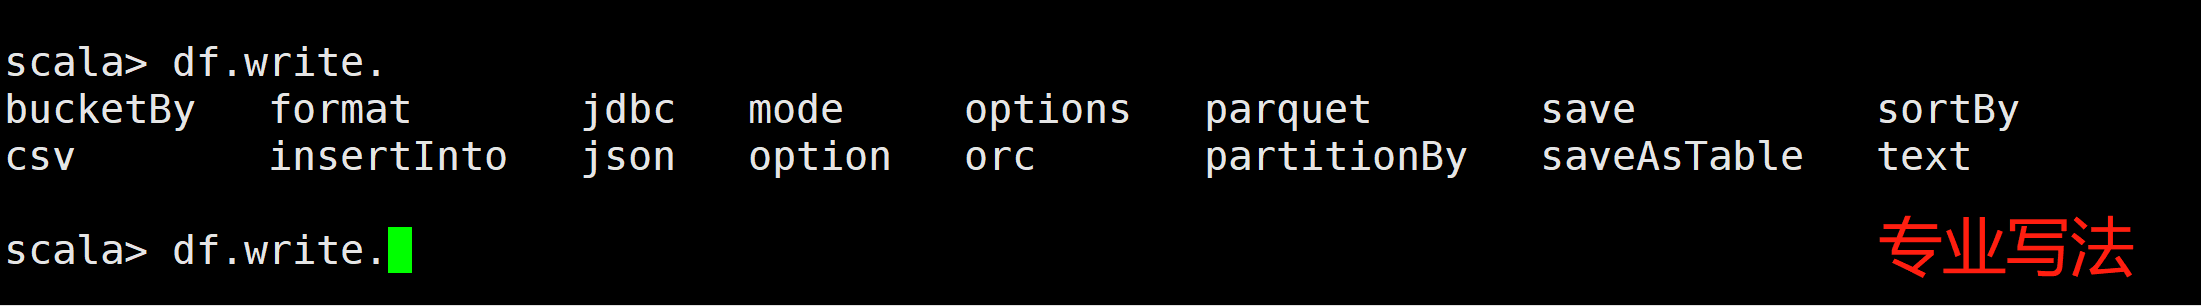 scala> df.write.
bucketBy format jdbc mode options parquet save sortBy
csv insertInto json option orc partitionBy saveAsTable text
scala> df.write.
专业写法